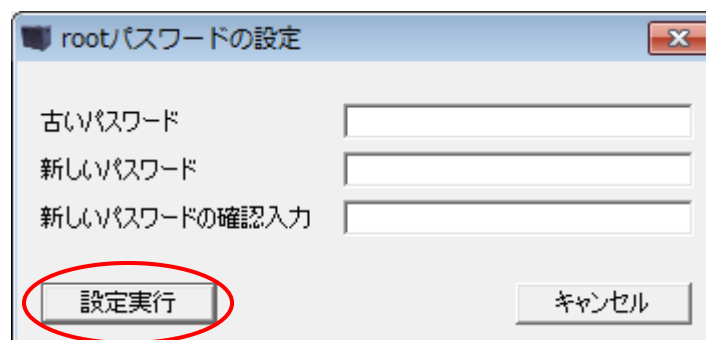 rootパスワードの設定
古いパスワード
新しいパスワード
新しいパスワードの確認入力
設定実行 キャンセル